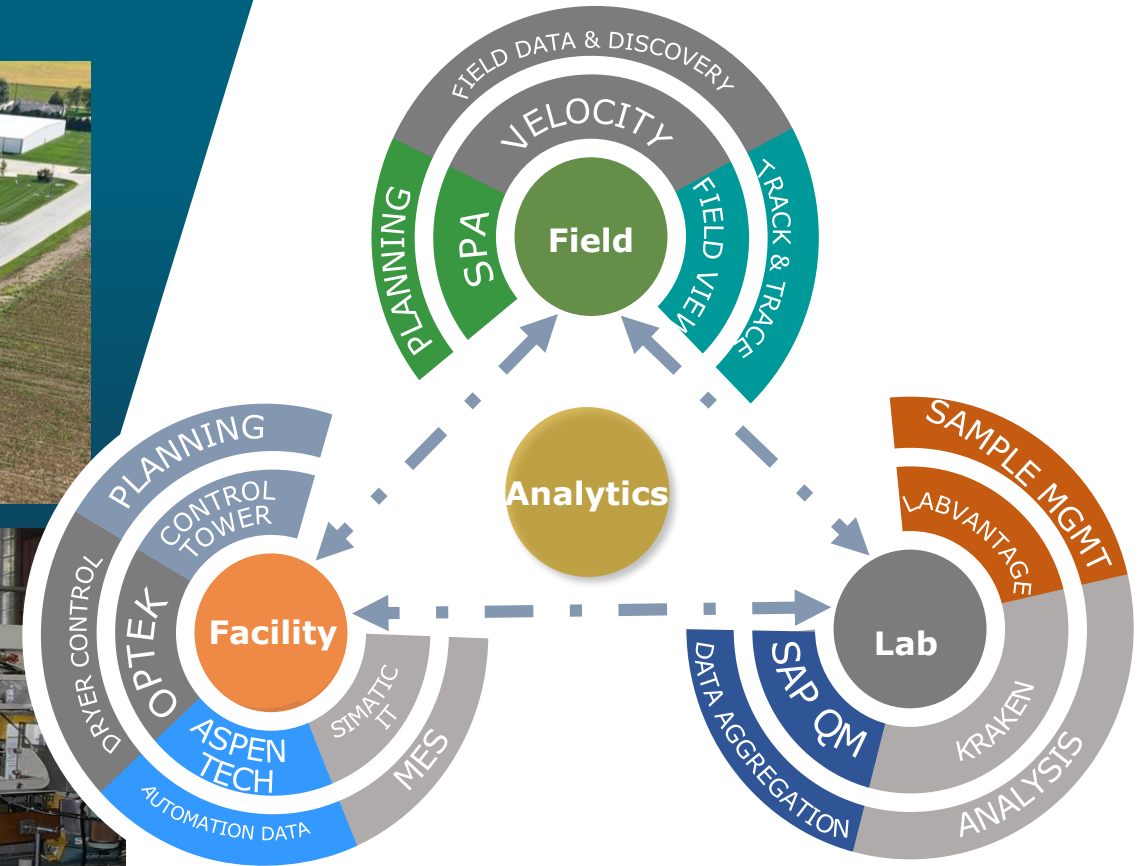 FIELD DATA & DISCOVERY
VELOCITY
PLANNING
SPA
Field
FIELD VIEW
TRACK & TRACE
Analytics
PLANNING
CONTROL
TOWER
DRYER CONTROL
OPTEK
Facility
ASPEN
TECH
AUTOMATION DATA
SIMATIC
IT
MES
SAMPLE MGMT
LABVANTAGE
Lab
SAP QM
DATA AGGREGATION
KRAKEN
ANALYSIS